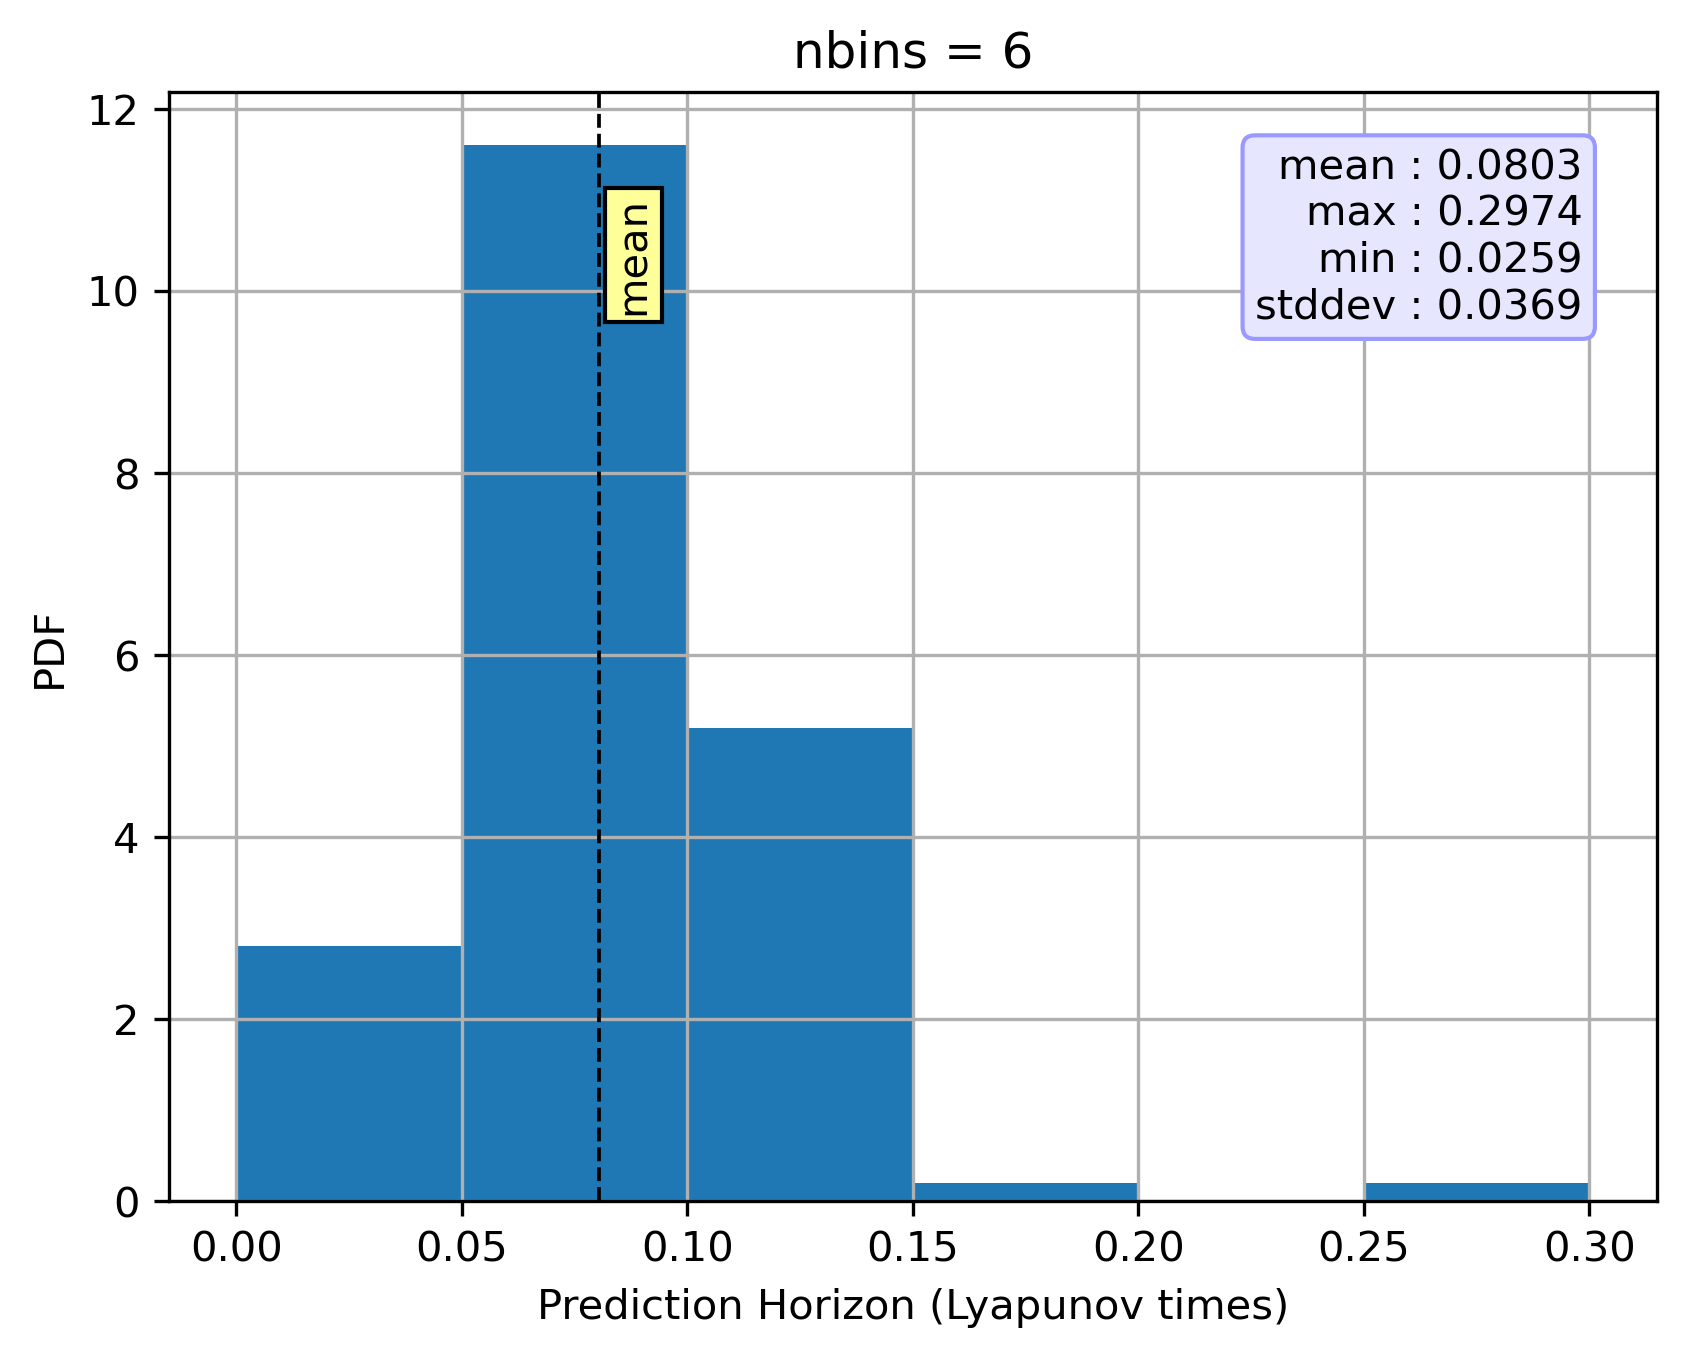 nbins = 6
12
10
8
6
4
2
0
PDF
mean
mean : 0.0803
max : 0.2974
min : 0.0259
stddev : 0.0369
0.00 0.05 0.10 0.15 0.20 0.25 0.30
Prediction Horizon (Lyapunov times)